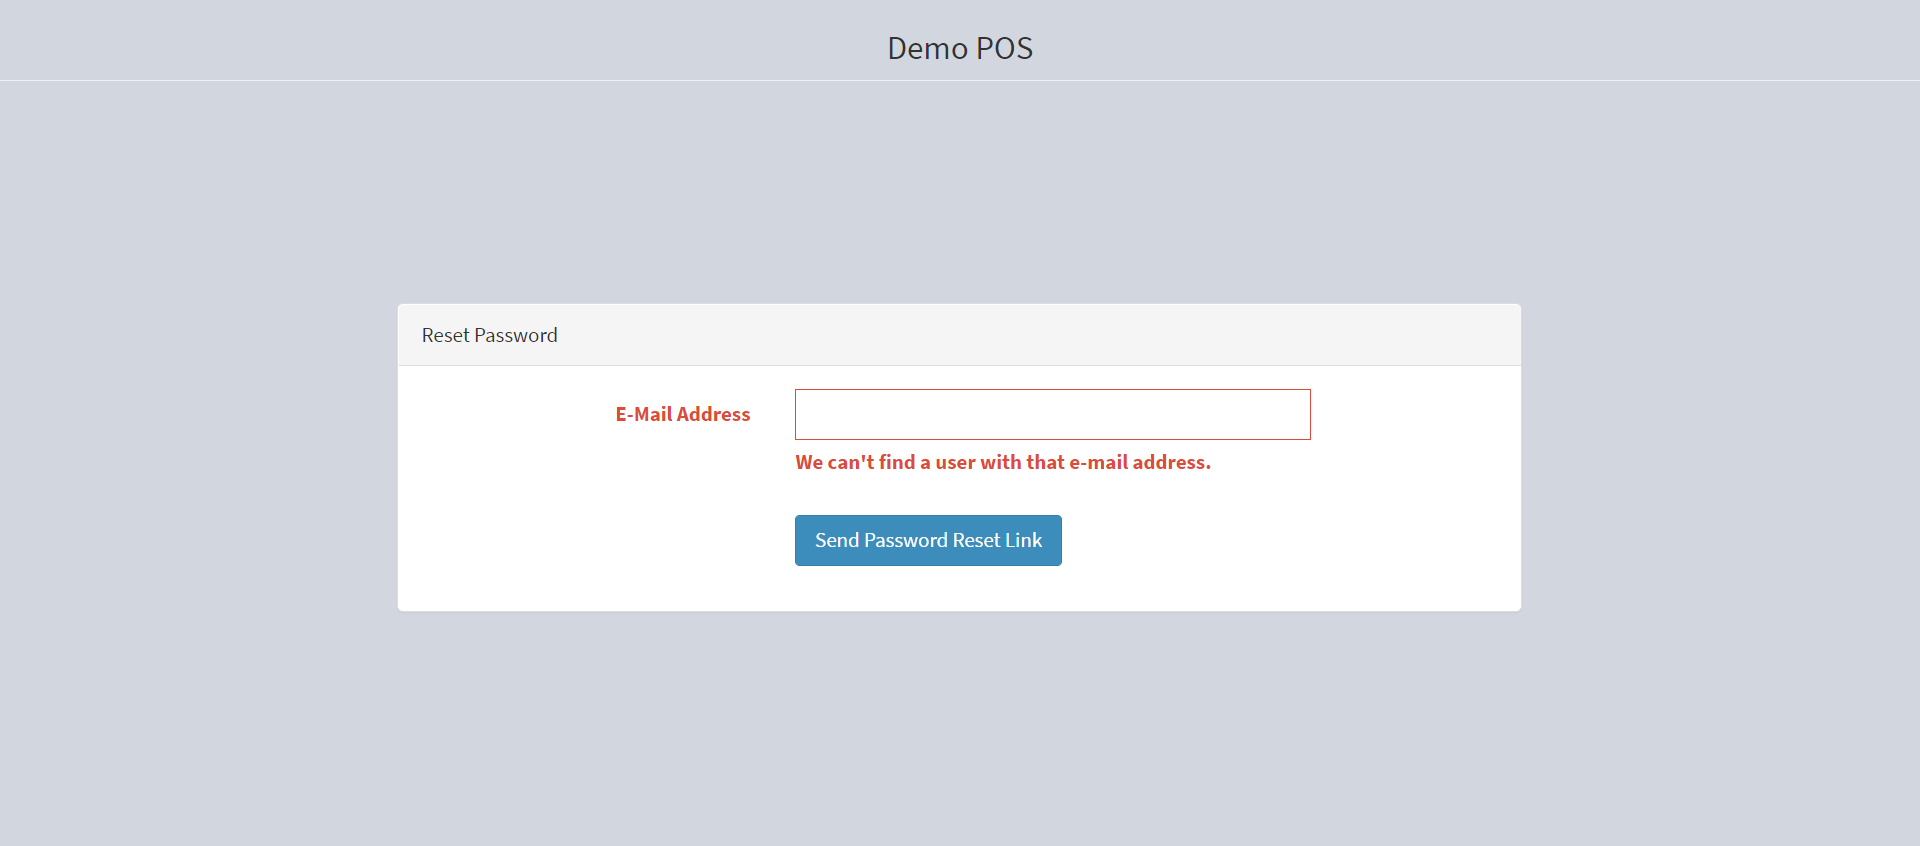 Demo POS
Reset Password
E-Mail Address
We can't find a user with that e-mail address.
Send Password Reset Link